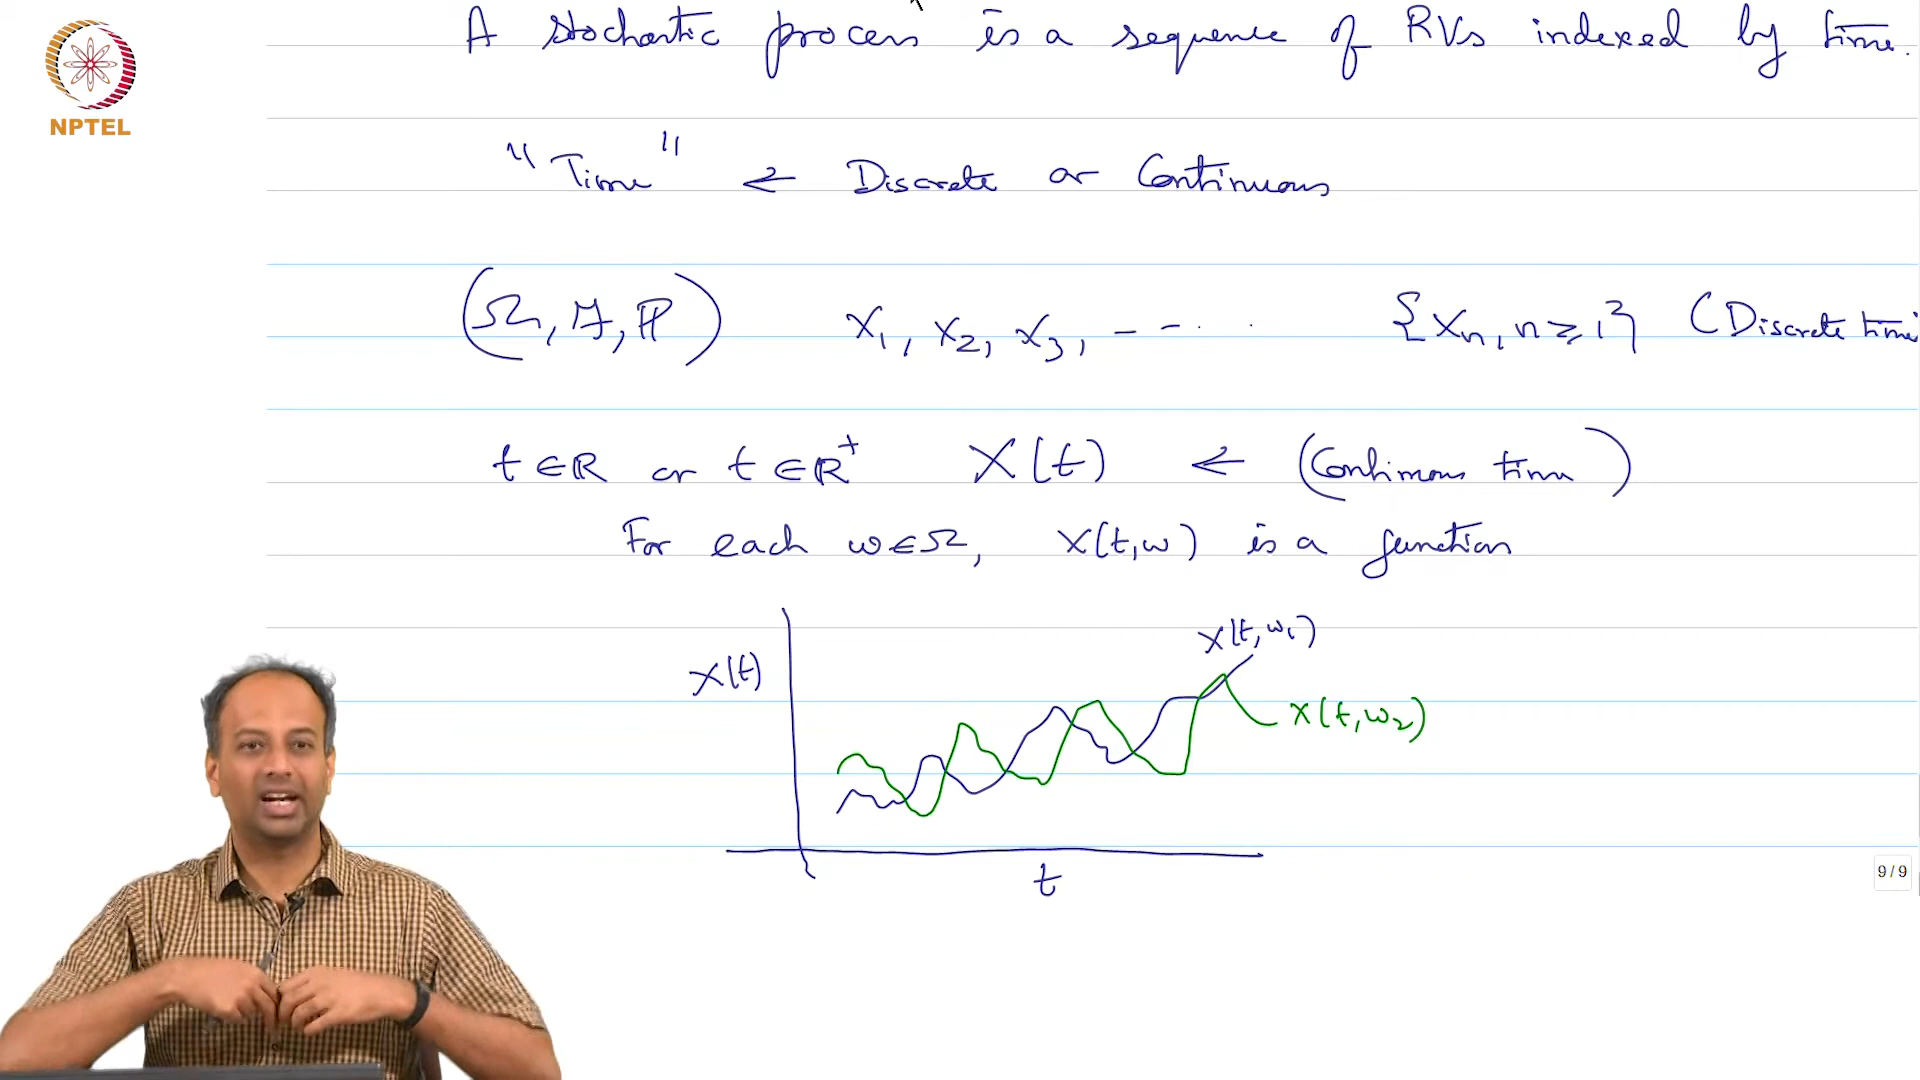 A stochastic process is a sequence of RVs indexed by time.
NPTEL
"Time" ← Discrete or Continuous
(Ω, F, ℙ) X₁, X₂, X₃, - - . . . {Xₙ, n ≥ 1} (Discrete time
t ∈ ℝ or t ∈ ℝ⁺ X(t) ← (Continuous time)
For each ω ∈ Ω, X(t,ω) is a function
X(t,ω₁)
X(t)
X(t,ω₂)
t
9 / 9